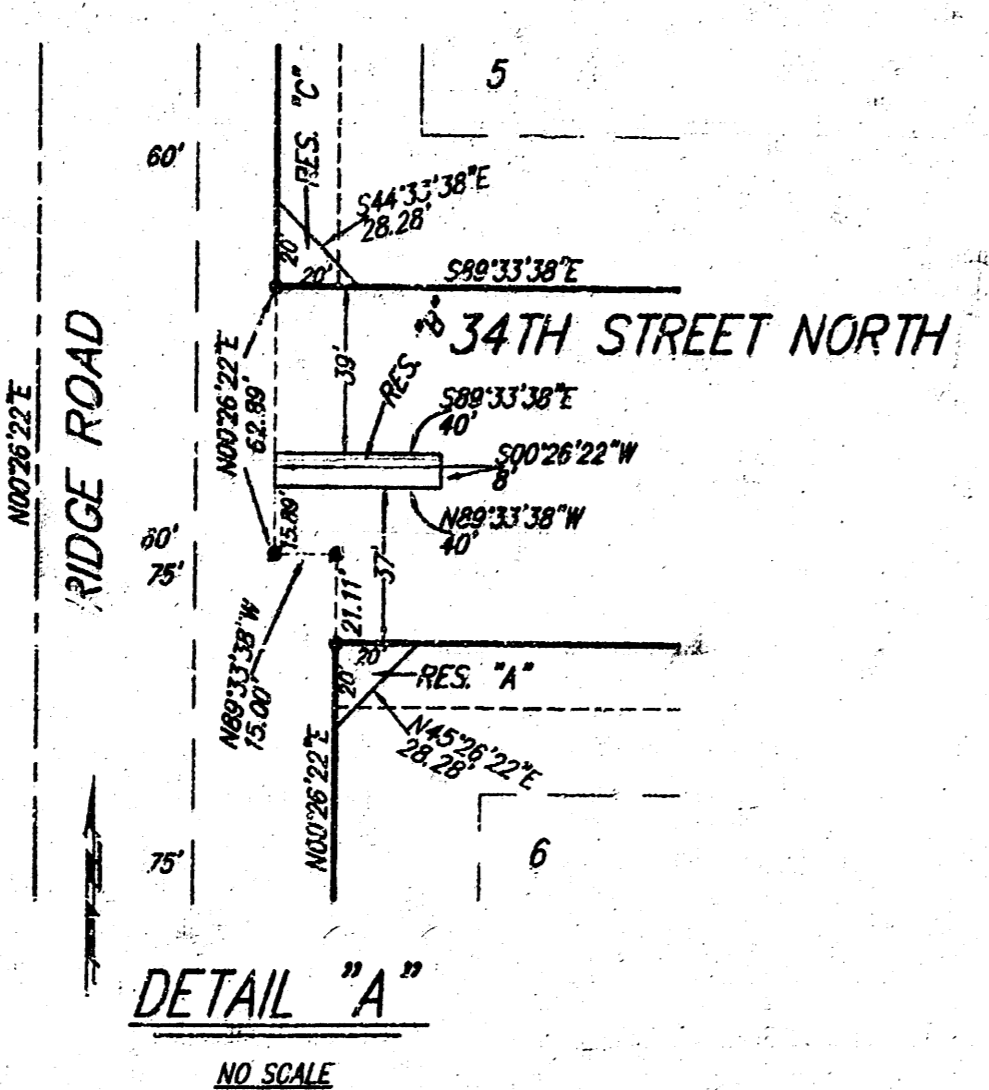 5
RES. "C"
60'
S44°33'38"E
28.28'
20'
20'
S89°33'38"E
34TH STREET NORTH
RIDGE ROAD
N00°26'22"E
N00°26'22"E
62.89'
39'
RES. "B"
S89°33'38"E
40'
S00°26'22"W
8'
N89°33'38"W
40'
15.89'
60'
75'
37'
21.11'
N89°33'38"W
15.00'
20'
20'
RES. "A"
N45°26'22"E
28.28'
N00°26'22"E
75'
6
DETAIL "A"
NO SCALE